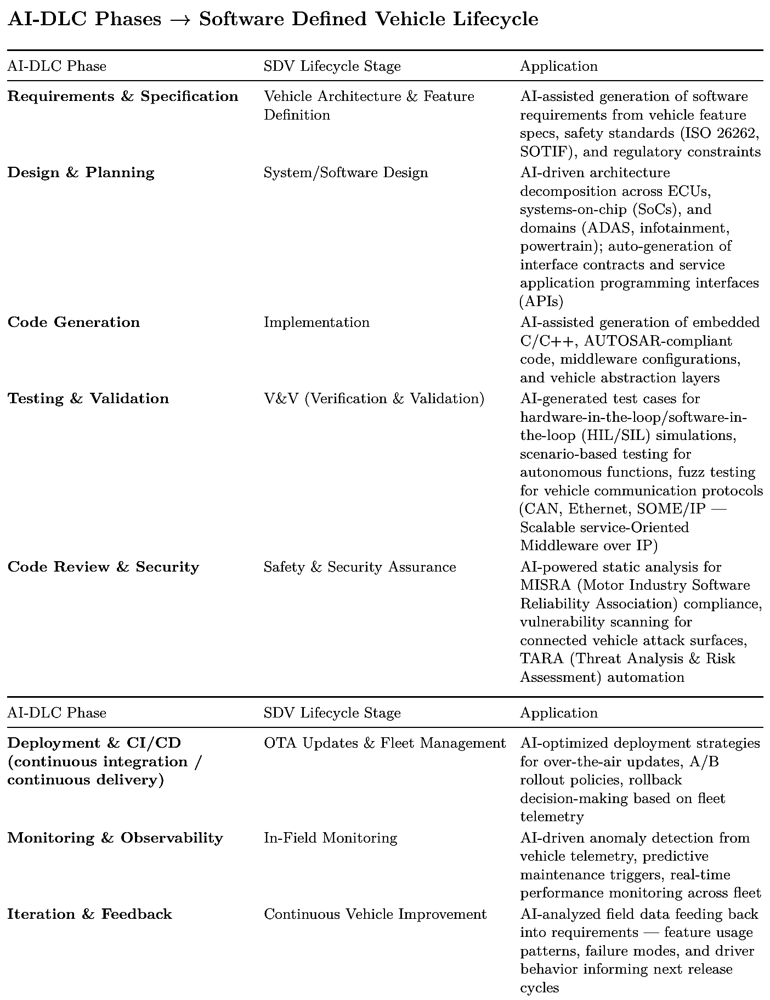 AI-DLC Phases → Software Defined Vehicle Lifecycle
AI-DLC Phase SDV Lifecycle Stage Application
Requirements & Specification Vehicle Architecture & Feature AI-assisted generation of software
Definition requirements from vehicle feature
specs, safety standards (ISO 26262,
SOTIF), and regulatory constraints
Design & Planning System/Software Design AI-driven architecture
decomposition across ECUs,
systems-on-chip (SoCs), and
domains (ADAS, infotainment,
powertrain); auto-generation of
interface contracts and service
application programming interfaces
(APIs)
Code Generation Implementation AI-assisted generation of embedded
C/C++, AUTOSAR-compliant
code, middleware configurations,
and vehicle abstraction layers
Testing & Validation V&V (Verification & Validation) AI-generated test cases for
hardware-in-the-loop/software-in-
the-loop (HIL/SIL) simulations,
scenario-based testing for
autonomous functions, fuzz testing
for vehicle communication protocols
(CAN, Ethernet, SOME/IP —
Scalable service-Oriented
Middleware over IP)
Code Review & Security Safety & Security Assurance AI-powered static analysis for
MISRA (Motor Industry Software
Reliability Association) compliance,
vulnerability scanning for
connected vehicle attack surfaces,
TARA (Threat Analysis & Risk
Assessment) automation
AI-DLC Phase SDV Lifecycle Stage Application
Deployment & CI/CD OTA Updates & Fleet Management AI-optimized deployment strategies
(continuous integration / for over-the-air updates, A/B
continuous delivery) rollout policies, rollback
decision-making based on fleet
telemetry
Monitoring & Observability In-Field Monitoring AI-driven anomaly detection from
vehicle telemetry, predictive
maintenance triggers, real-time
performance monitoring across fleet
Iteration & Feedback Continuous Vehicle Improvement AI-analyzed field data feeding back
into requirements — feature usage
patterns, failure modes, and driver
behavior informing next release
cycles